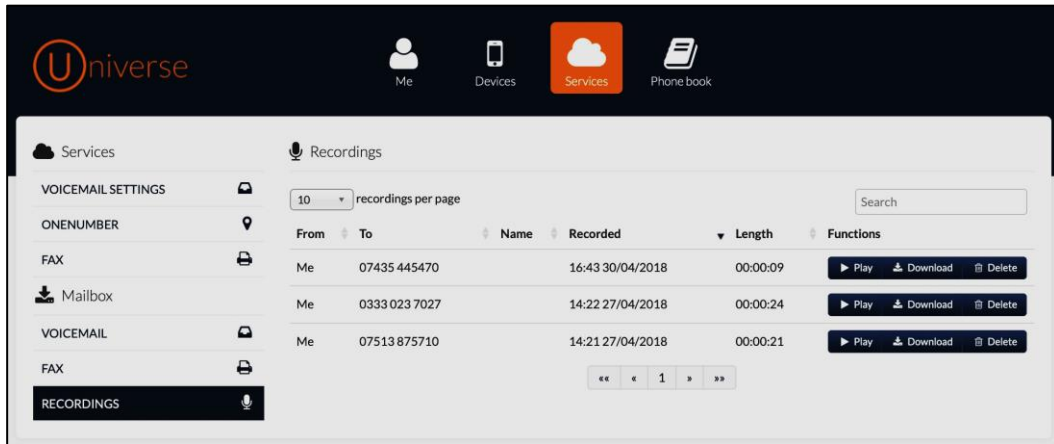 Universe
Me
Devices
Services
Phone book
Services
VOICEMAIL SETTINGS
ONENUMBER
FAX
Mailbox
VOICEMAIL
FAX
RECORDINGS
Recordings
10 recordings per page
Search
From To Name Recorded Length Functions
Me 07435 445470 16:43 30/04/2018 00:00:09 Play Download Delete
Me 0333 023 7027 14:22 27/04/2018 00:00:24 Play Download Delete
Me 07513 875710 14:21 27/04/2018 00:00:21 Play Download Delete
«« « 1 » »»